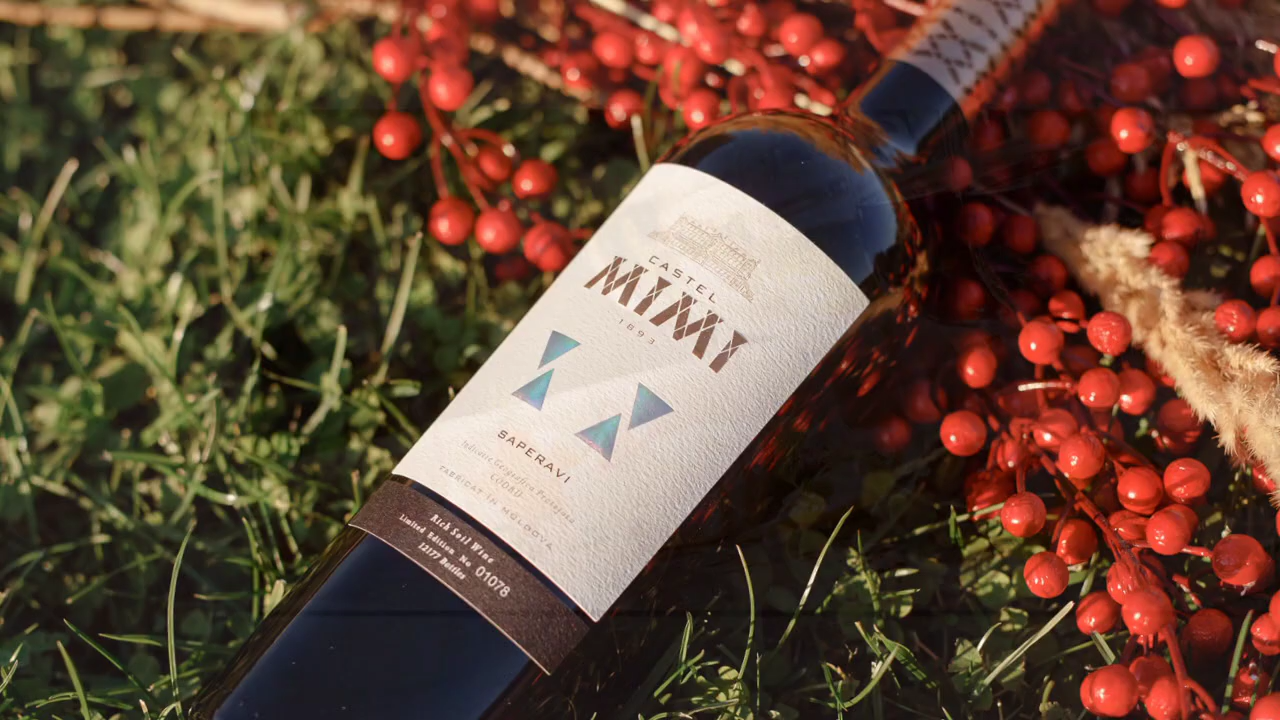 CASTEL
MIMI
1893
SAPERAVI
Indicație Geografică Protejată
CODRU
FABRICAT ÎN MOLDOVA
Rich Soil Wine
Limited Edition No 01078
12177 Bottles